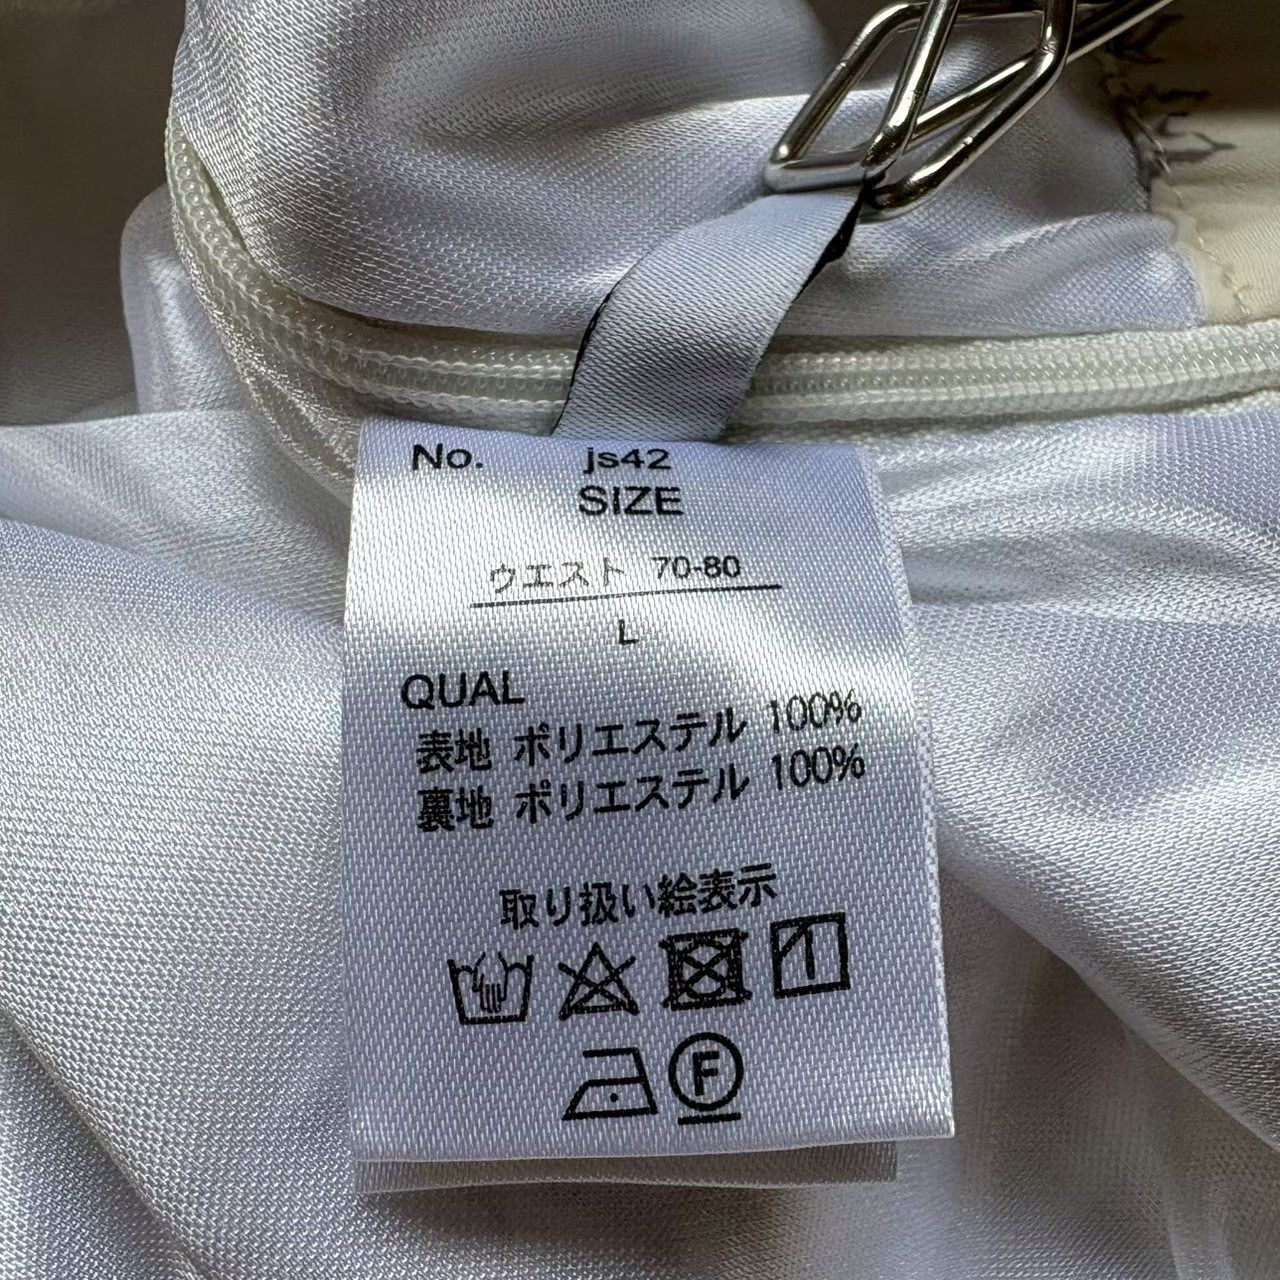 No. js42
SIZE
ウエスト 70-80
L
QUAL
表地 ポリエステル 100%
裏地 ポリエステル 100%
取り扱い絵表示
F